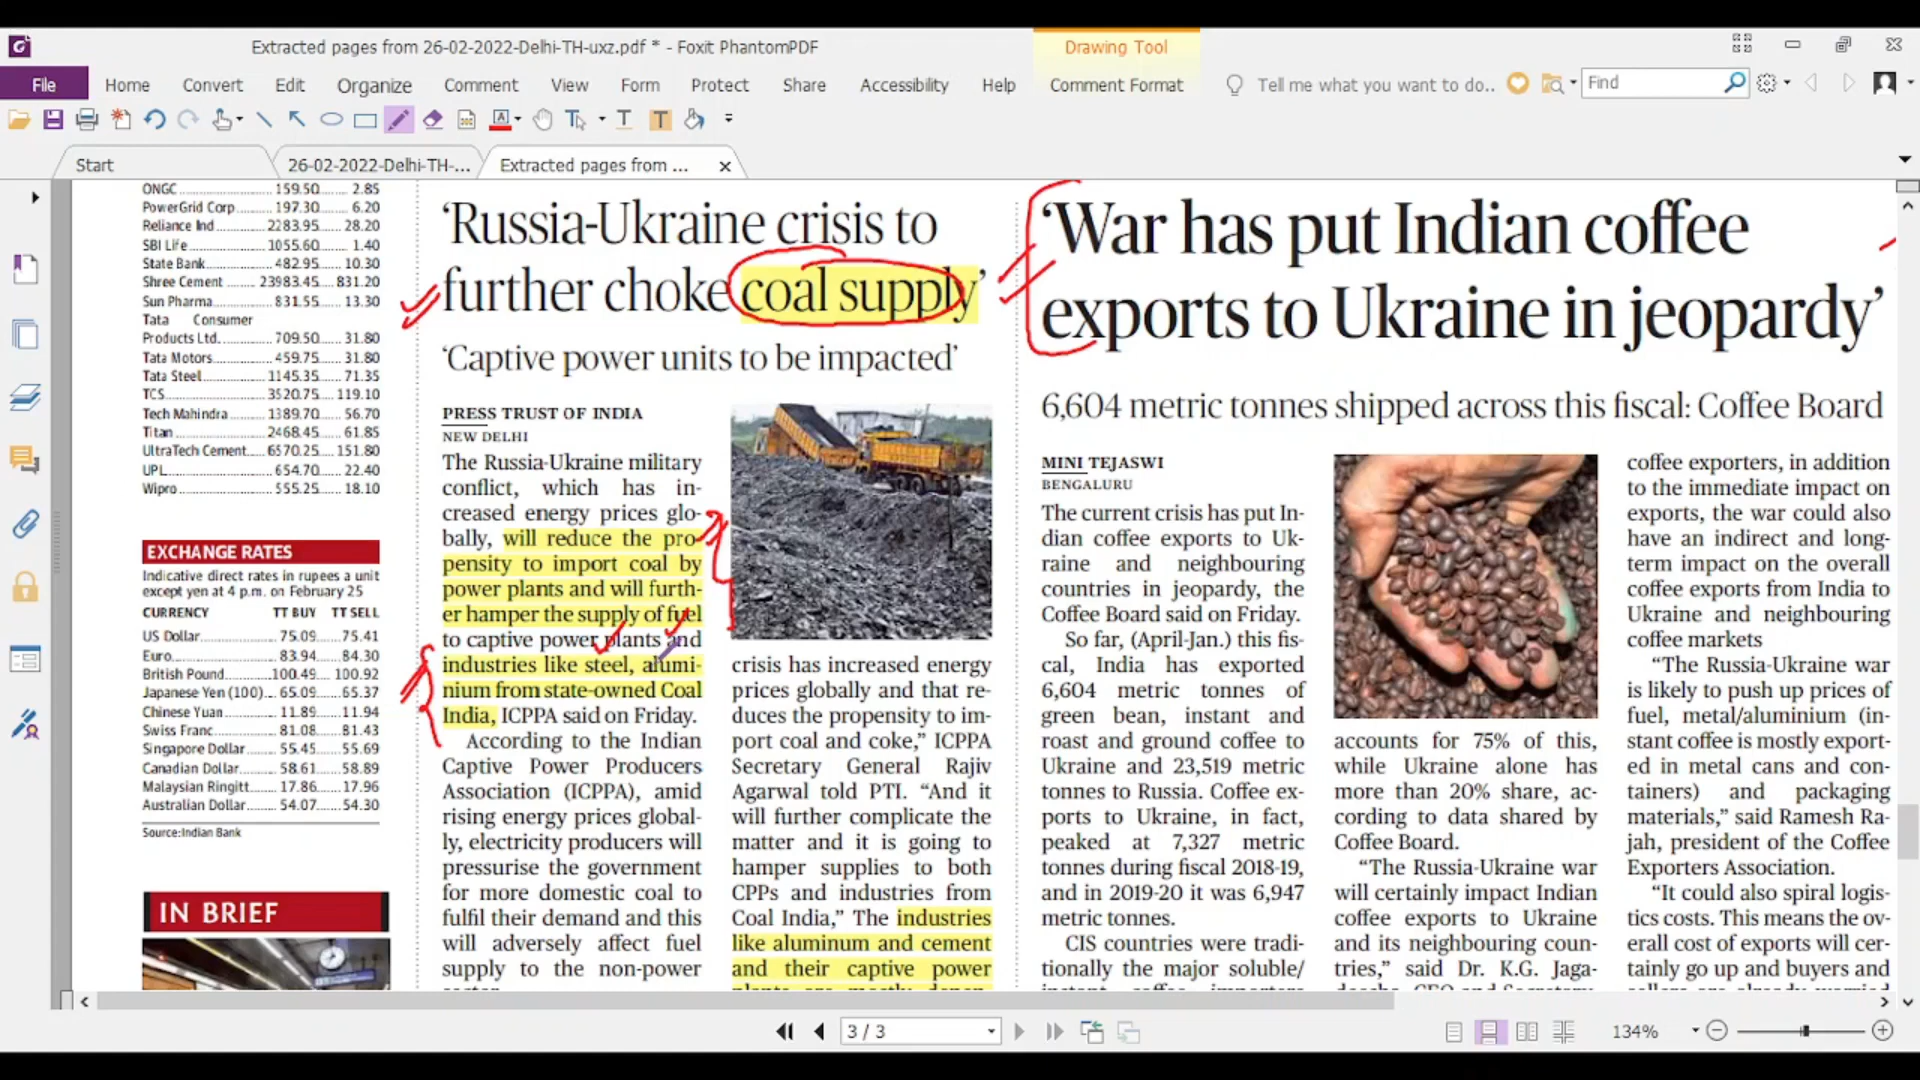 Extracted pages from 26-02-2022-Delhi-TH-uxz.pdf * - Foxit PhantomPDF
Drawing Tool
File
Home
Convert
Edit
Organize
Comment
View
Form
Protect
Share
Accessibility
Help
Comment Format
Tell me what you want to do..
Find
Start
26-02-2022-Delhi-TH-...
Extracted pages from ...
ONGC 159.50 2.85
PowerGrid Corp 197.30 6.20
Reliance Ind 2283.95 28.20
SBI Life 1055.60 1.40
State Bank 482.95 10.30
Shree Cement 23983.45 831.20
Sun Pharma 831.55 13.30
Tata Consumer
Products Ltd. 709.50 31.80
Tata Motors 459.75 31.80
Tata Steel 1145.35 71.35
TCS 3520.75 119.10
Tech Mahindra 1389.70 56.70
Titan 2468.45 61.85
UltraTech Cement 6570.25 151.80
UPL 654.70 22.40
Wipro 555.25 18.10
EXCHANGE RATES
Indicative direct rates in rupees a unit
except yen at 4 p.m. on February 25
CURRENCY TT BUY TT SELL
US Dollar 75.09 75.41
Euro 83.94 84.30
British Pound 100.49 100.92
Japanese Yen (100) 65.09 65.37
Chinese Yuan 11.89 11.94
Swiss Franc 81.08 81.43
Singapore Dollar 55.45 55.69
Canadian Dollar 58.61 58.89
Malaysian Ringitt 17.86 17.96
Australian Dollar 54.07 54.30
Source:Indian Bank
IN BRIEF
‘Russia-Ukraine crisis to
further choke coal supply’
‘Captive power units to be impacted’
PRESS TRUST OF INDIA
NEW DELHI
The Russia-Ukraine military
conflict, which has in-
creased energy prices glo-
bally, will reduce the pro-
pensity to import coal by
power plants and will furth-
er hamper the supply of fuel
to captive power plants and
industries like steel, alumi-
nium from state-owned Coal
India, ICPPA said on Friday.
According to the Indian
Captive Power Producers
Association (ICPPA), amid
rising energy prices global-
ly, electricity producers will
pressurise the government
for more domestic coal to
fulfil their demand and this
will adversely affect fuel
supply to the non-power
crisis has increased energy
prices globally and that re-
duces the propensity to im-
port coal and coke,” ICPPA
Secretary General Rajiv
Agarwal told PTI. “And it
will further complicate the
matter and it is going to
hamper supplies to both
CPPs and industries from
Coal India,” The industries
like aluminum and cement
and their captive power
‘War has put Indian coffee
exports to Ukraine in jeopardy’
6,604 metric tonnes shipped across this fiscal: Coffee Board
MINI TEJASWI
BENGALURU
The current crisis has put In-
dian coffee exports to Uk-
raine and neighbouring
countries in jeopardy, the
Coffee Board said on Friday.
So far, (April-Jan.) this fis-
cal, India has exported
6,604 metric tonnes of
green bean, instant and
roast and ground coffee to
Ukraine and 23,519 metric
tonnes to Russia. Coffee ex-
ports to Ukraine, in fact,
peaked at 7,327 metric
tonnes during fiscal 2018-19,
and in 2019-20 it was 6,947
metric tonnes.
CIS countries were tradi-
tionally the major soluble/
accounts for 75% of this,
while Ukraine alone has
more than 20% share, ac-
cording to data shared by
Coffee Board.
“The Russia-Ukraine war
will certainly impact Indian
coffee exports to Ukraine
and its neighbouring coun-
tries,” said Dr. K.G. Jaga-
coffee exporters, in addition
to the immediate impact on
exports, the war could also
have an indirect and long-
term impact on the overall
coffee exports from India to
Ukraine and neighbouring
coffee markets
“The Russia-Ukraine war
is likely to push up prices of
fuel, metal/aluminium (in-
stant coffee is mostly export-
ed in metal cans and con-
tainers) and packaging
materials,” said Ramesh Ra-
jah, president of the Coffee
Exporters Association.
“It could also spiral logis-
tics costs. This means the ov-
erall cost of exports will cer-
tainly go up and buyers and
3 / 3
134%